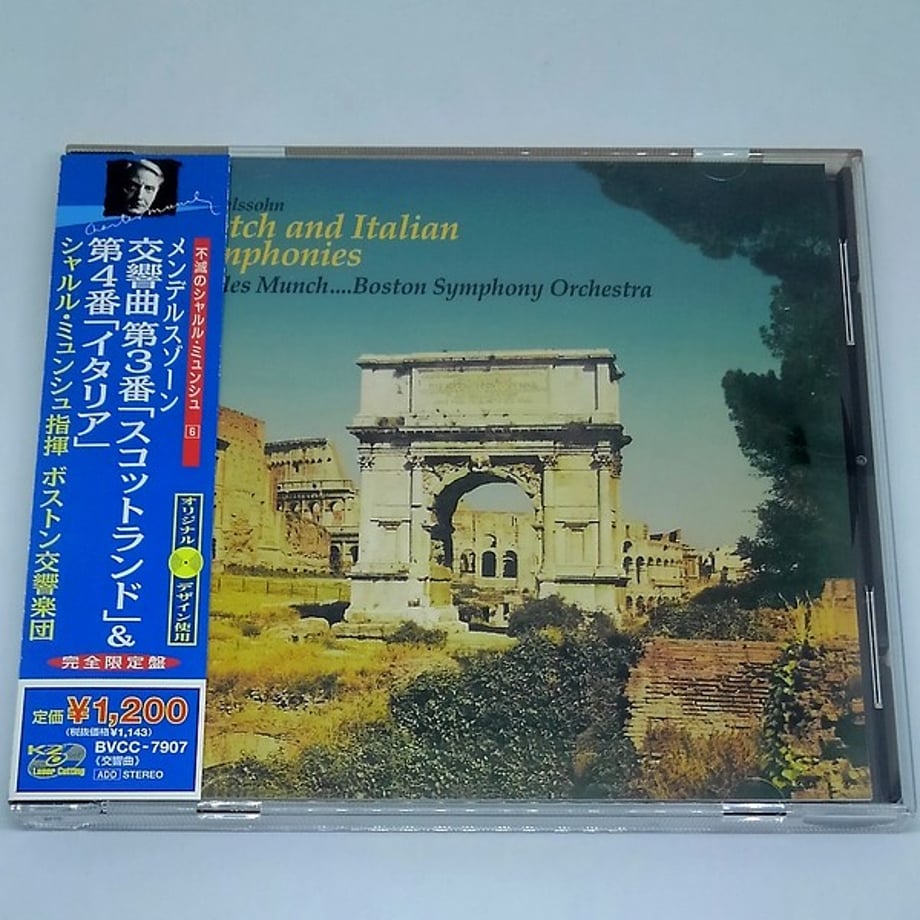 不滅のシャルル・ミュンシュ 6
メンデルスゾーン
交響曲 第3番「スコットランド」&
第4番「イタリア」
シャルル・ミュンシュ指揮 ボストン交響楽団
オリジナル
デザイン使用
完全限定盤
定価 ¥1,200
(税抜価格¥1,143)
BVCC-7907
《交響曲》
ADD STEREO
K2
Laser Cutting
lssohn
tch and Italian
mphonies
les Munch....Boston Symphony Orchestra